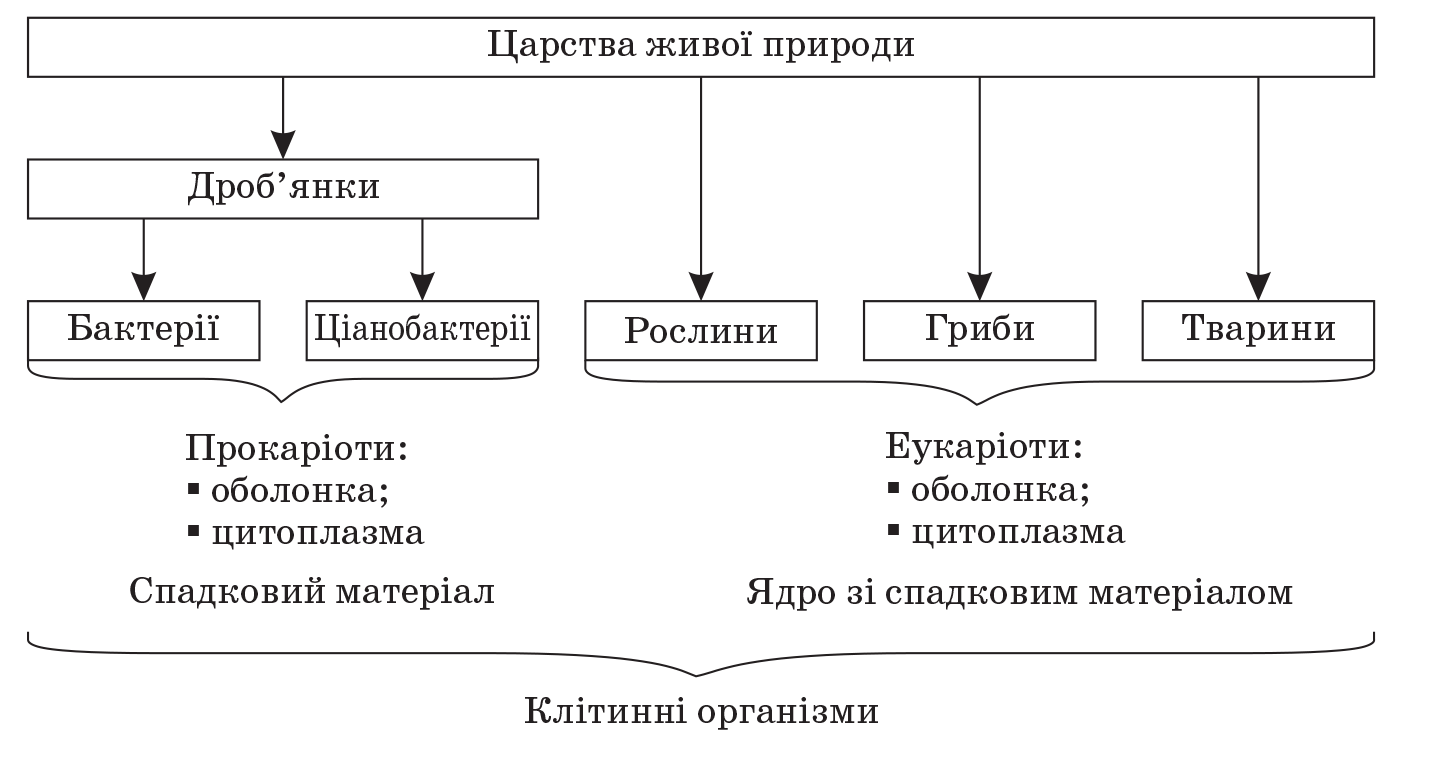 Царства живої природи
Дроб’янки
Бактерії
Ціанобактерії
Рослини
Гриби
Тварини
Прокаріоти:
▪ оболонка;
▪ цитоплазма
Спадковий матеріал
Еукаріоти:
▪ оболонка;
▪ цитоплазма
Ядро зі спадковим матеріалом
Клітинні організми